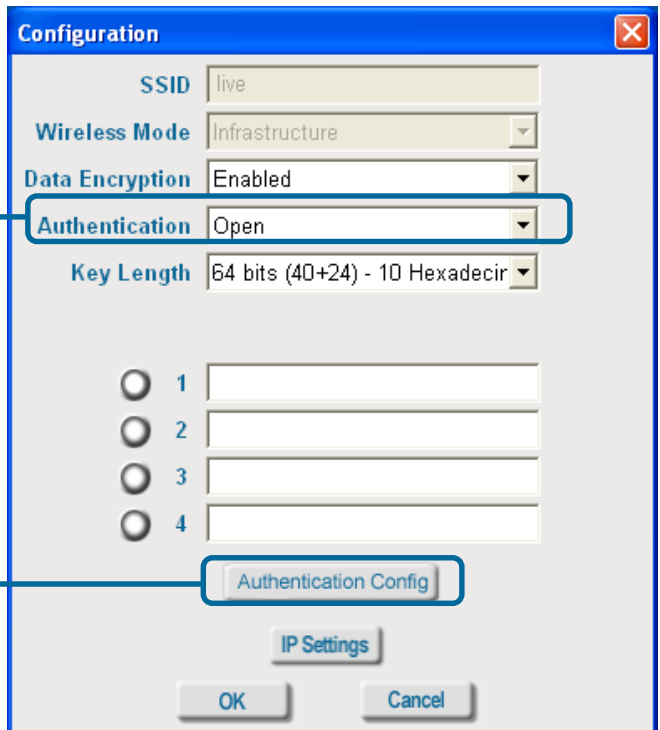 Configuration
SSID live
Wireless Mode Infrastructure
Data Encryption Enabled
Authentication Open
Key Length 64 bits (40+24) - 10 Hexadecir
1
2
3
4
Authentication Config
IP Settings
OK Cancel